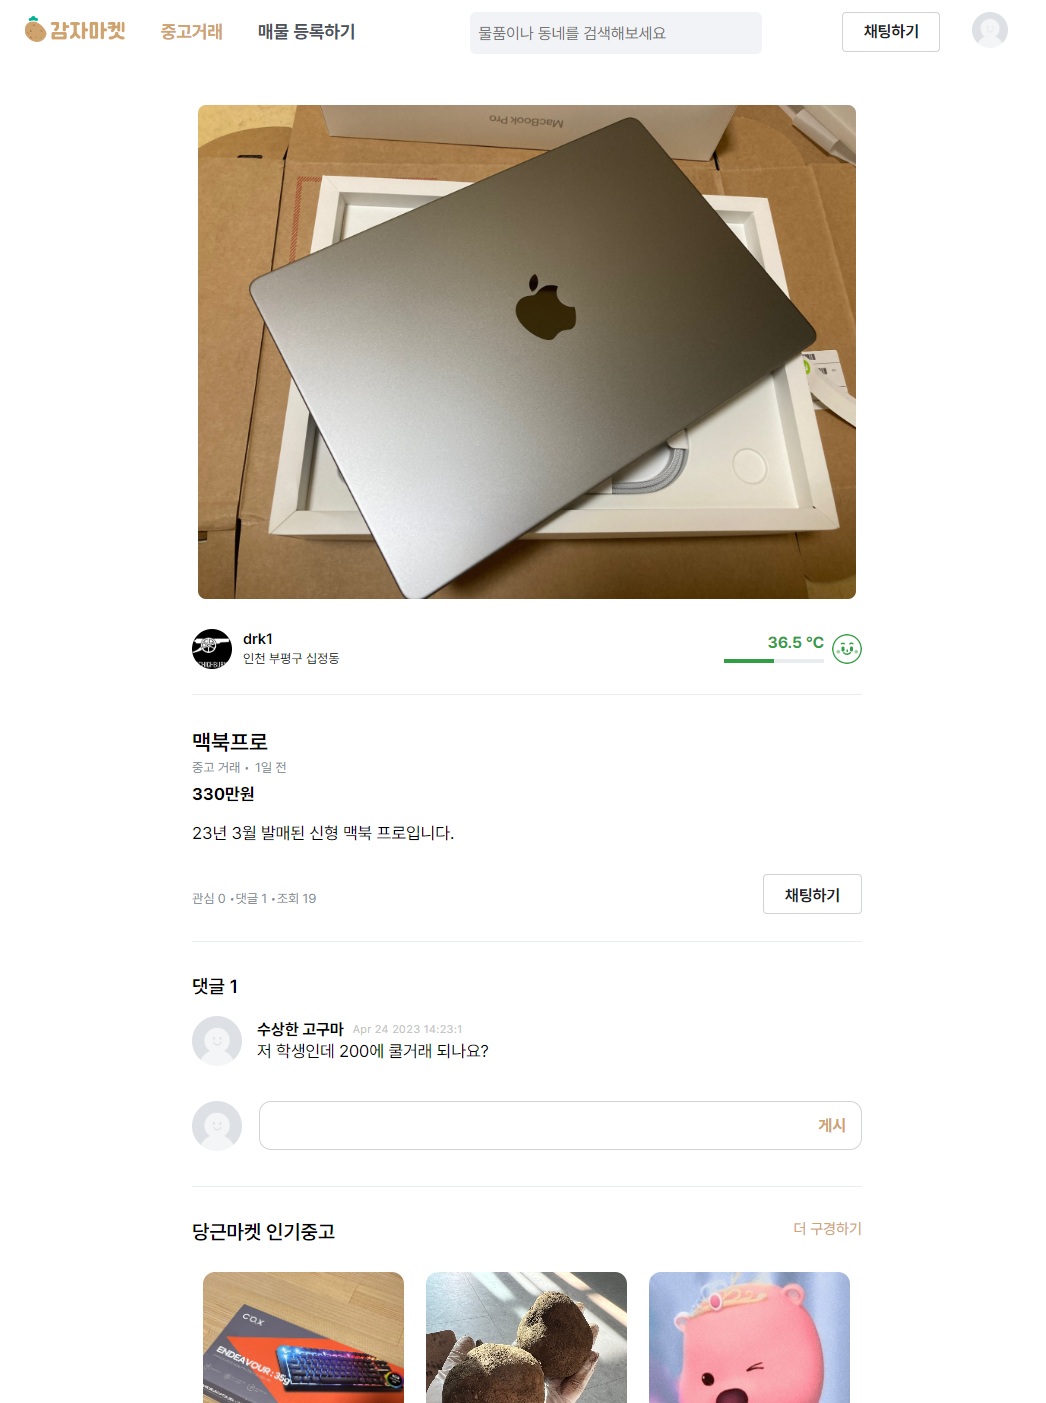 감자마켓
중고거래
매물 등록하기
물품이나 동네를 검색해보세요
채팅하기
MacBook Pro
drk1
인천 부평구 십정동
36.5 °C
맥북프로
중고 거래 • 1일 전
330만원
23년 3월 발매된 신형 맥북 프로입니다.
관심 0 •댓글 1 •조회 19
채팅하기
댓글 1
수상한 고구마 Apr 24 2023 14:23:1
저 학생인데 200에 쿨거래 되나요?
게시
당근마켓 인기중고
더 구경하기
COX
ENDEAVOUR : 35g